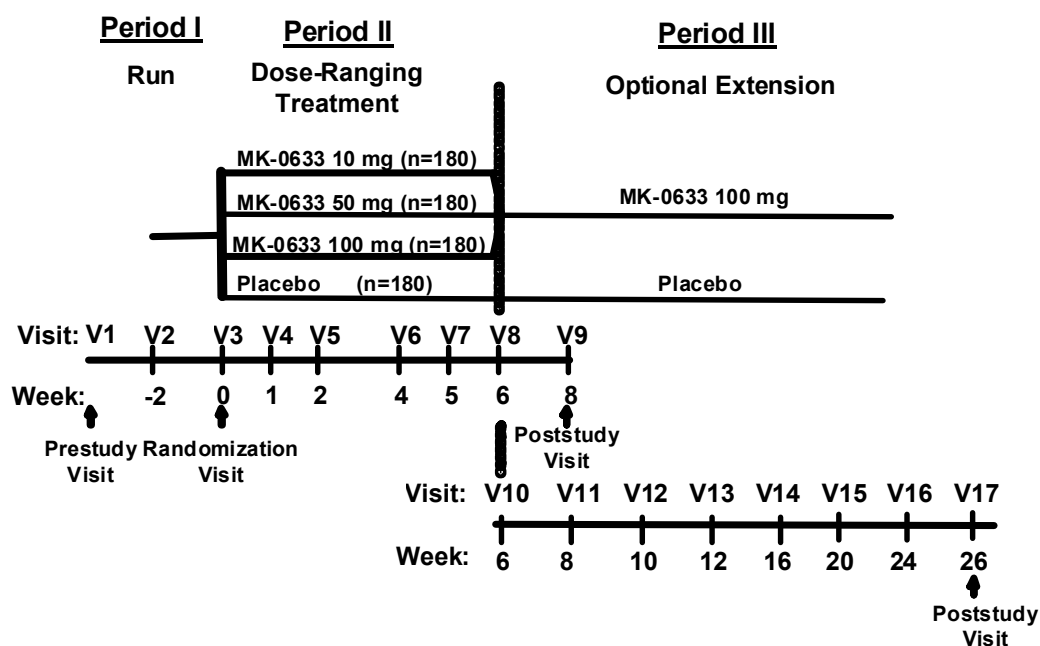 Period I
Period II
Period III
Run
Dose-Ranging
Treatment
Optional Extension
MK-0633 10 mg (n=180)
MK-0633 50 mg (n=180)
MK-0633 100 mg
MK-0633 100 mg (n=180)
Placebo (n=180)
Placebo
Visit: V1 V2 V3 V4 V5 V6 V7 V8 V9
Week: -2 0 1 2 4 5 6 8
Prestudy
Visit
Randomization
Visit
Poststudy
Visit
Visit: V10 V11 V12 V13 V14 V15 V16 V17
Week: 6 8 10 12 16 20 24 26
Poststudy
Visit